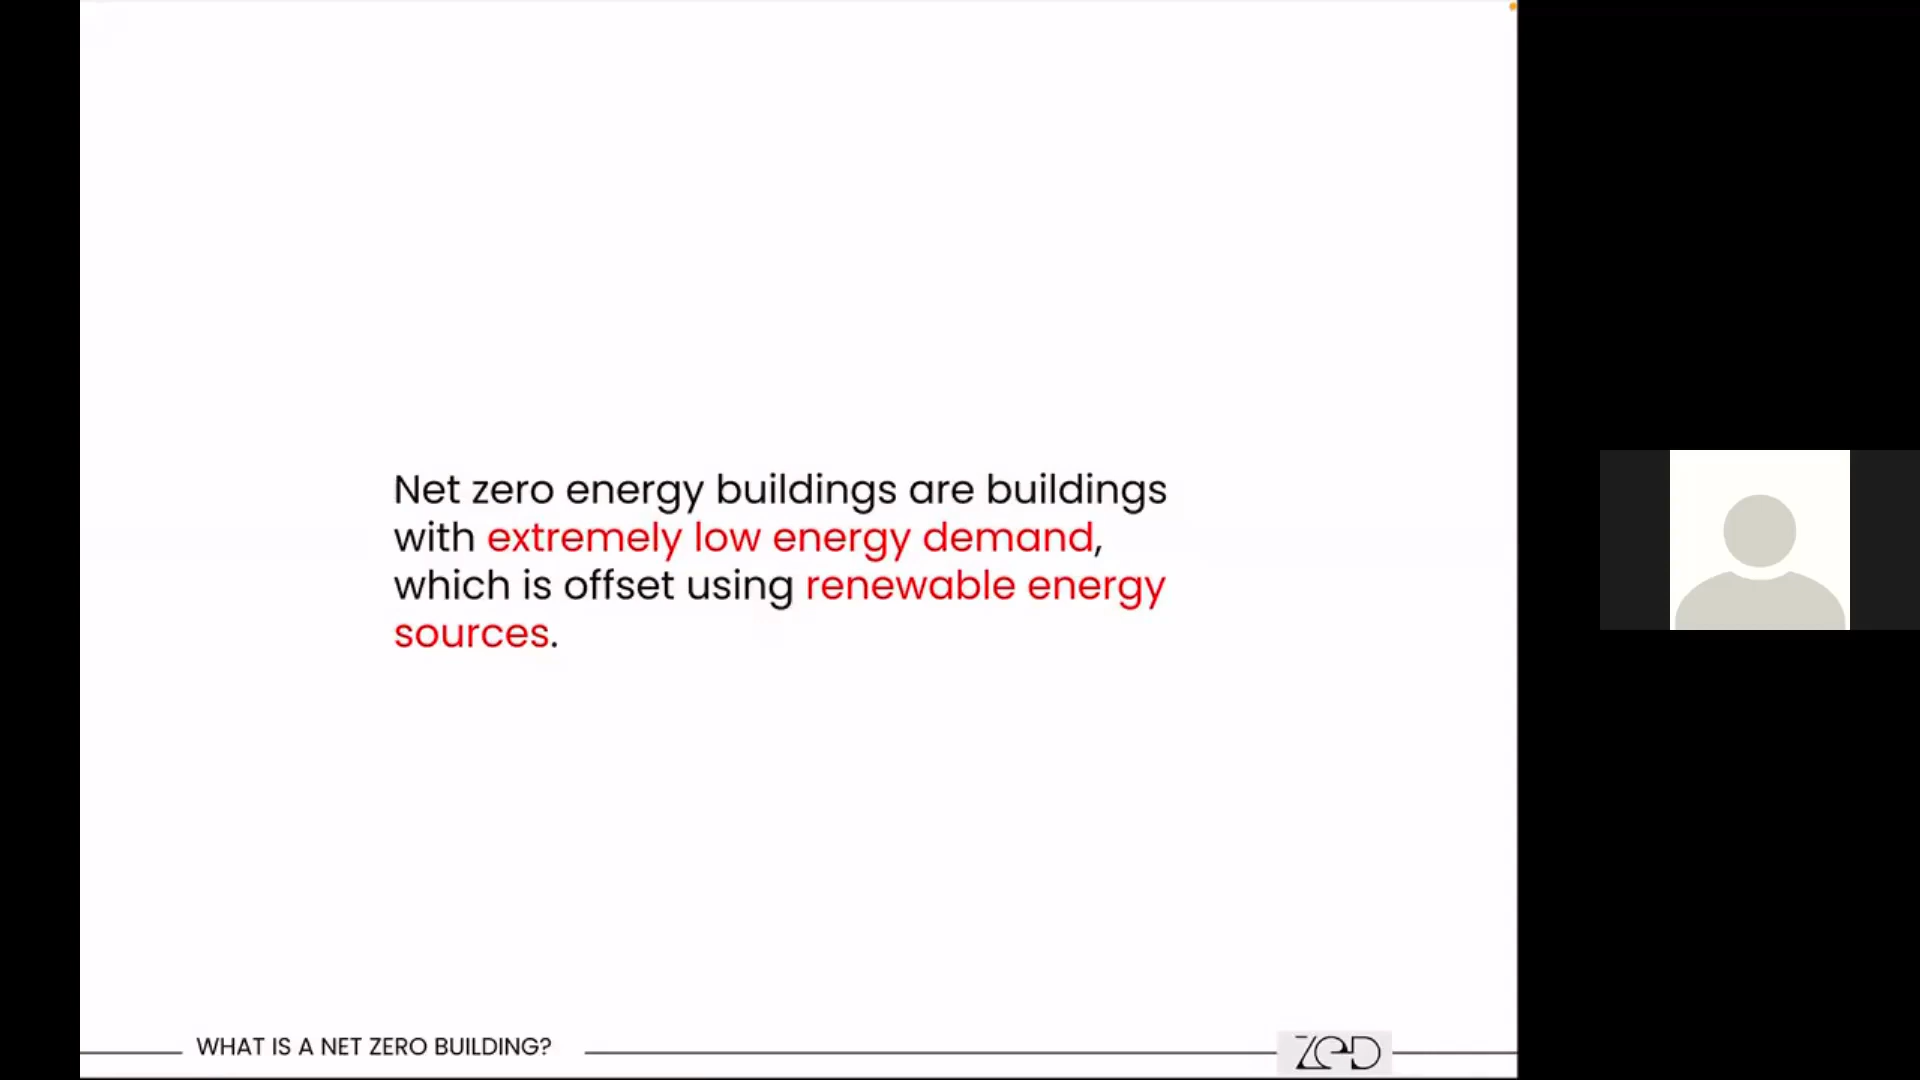 Net zero energy buildings are buildings
with extremely low energy demand,
which is offset using renewable energy
sources.
WHAT IS A NET ZERO BUILDING?
ZED